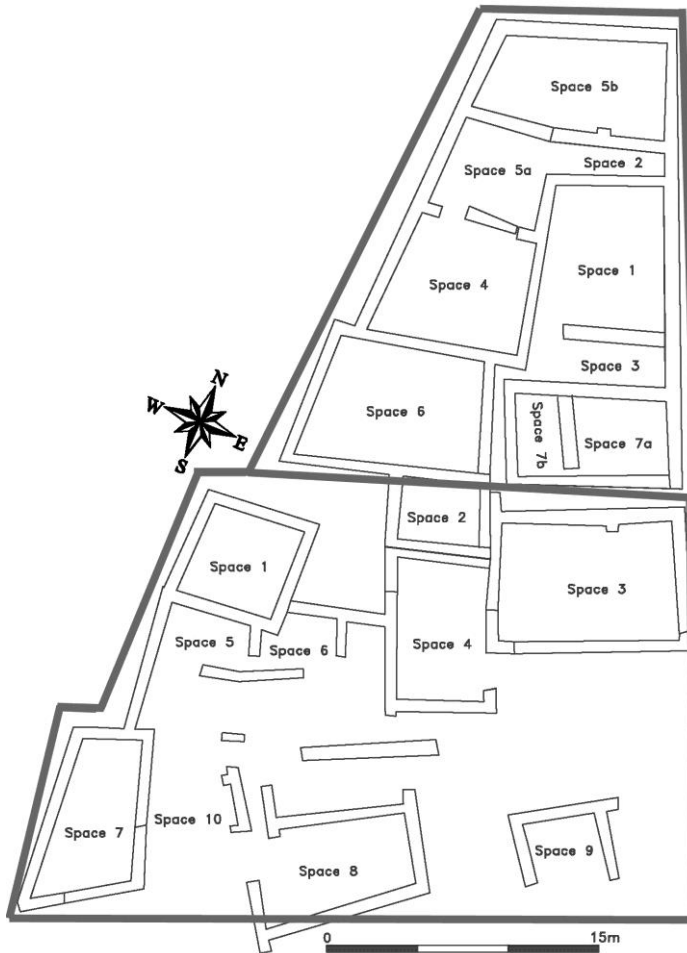 Space 5b
Space 2
Space 5a
Space 1
Space 4
Space 3
Space 6
Space 7b
Space 7a
N
W
E
S
Space 2
Space 1
Space 3
Space 5
Space 6
Space 4
Space 10
Space 7
Space 8
Space 9
0 15m